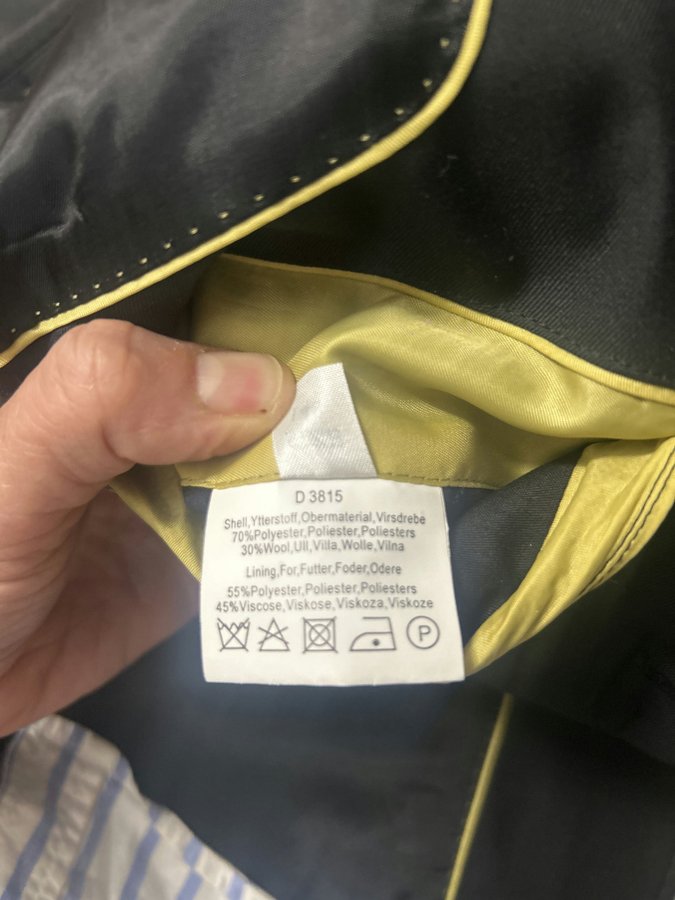 D 3815
Shell,Ytterstoff,Obermaterial,Virsdrebe
70%Polyester,Poliester,Poliesters
30%Wool,Ull,Villa,Wolle,Vilna
Lining,For,Futter,Foder,Odere
55%Polyester,Poliester,Poliesters
45%Viscose,Viskose,Viskoza,Viskoze
P